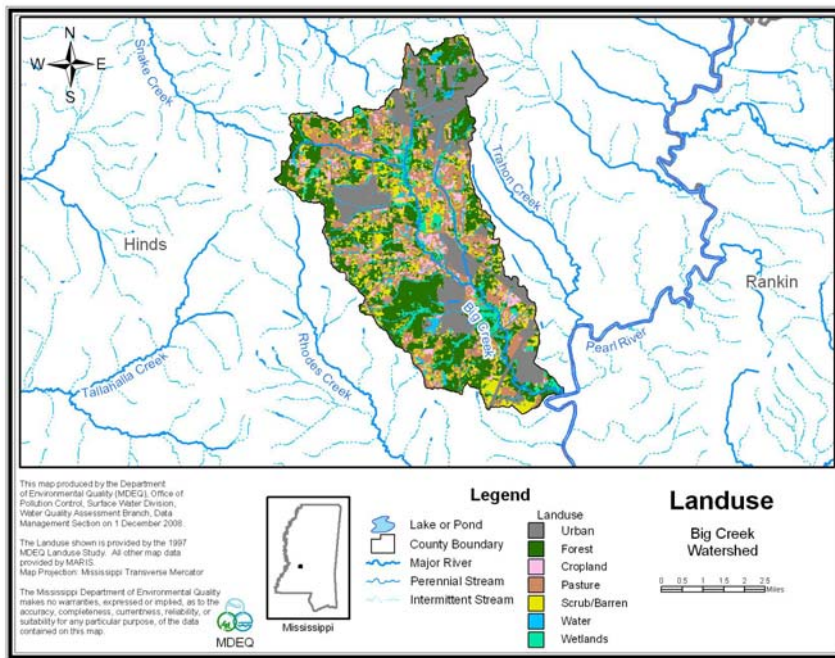 N
W E
S
Snake Creek
Trahon Creek
Hinds
Rankin
Big Creek
Pearl River
Rhodes Creek
Tallahalla Creek
This map produced by the Department
of Environmental Quality (MDEQ), Office of
Pollution Control, Surface Water Division,
Water Quality Assessment Branch, Data
Management Section on 1 December 2008.
The Landuse shown is provided by the 1997
MDEQ Landuse Study. All other map data
provided by MARIS.
Map Projection: Mississippi Transverse Mercator
The Mississippi Department of Environmental Quality
makes no warranties, expressed or implied, as to the
accuracy, completeness, currentness, reliability, or
suitability for any particular purpose, of the data
contained on this map.
MDEQ
Mississippi
Legend
Lake or Pond
County Boundary
Major River
Perennial Stream
Intermittent Stream
Landuse
Urban
Forest
Cropland
Pasture
Scrub/Barren
Water
Wetlands
Landuse
Big Creek
Watershed
0 0.5 1 1.5 2 2.5
Miles